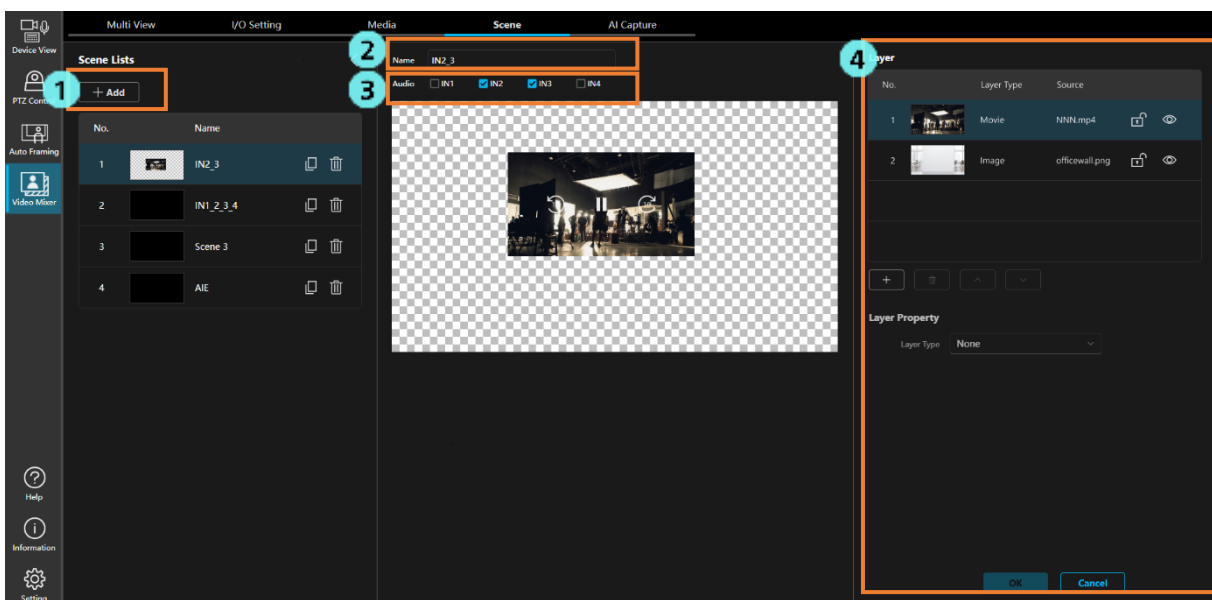 Multi View
I/O Setting
Media
Scene
AI Capture
Device View
PTZ Cont
Auto Framing
Video Mixer
Help
Information
Setting
Scene Lists
1
+ Add
No. Name
1 IN2_3
2 IN1_2_3_4
3 Scene 3
4 AIE
2
Name IN2_3
3
Audio IN1 IN2 IN3 IN4
4
Layer
No. Layer Type Source
1 Movie NNN.mp4
2 Image officewall.png
Layer Property
Layer Type None
OK Cancel